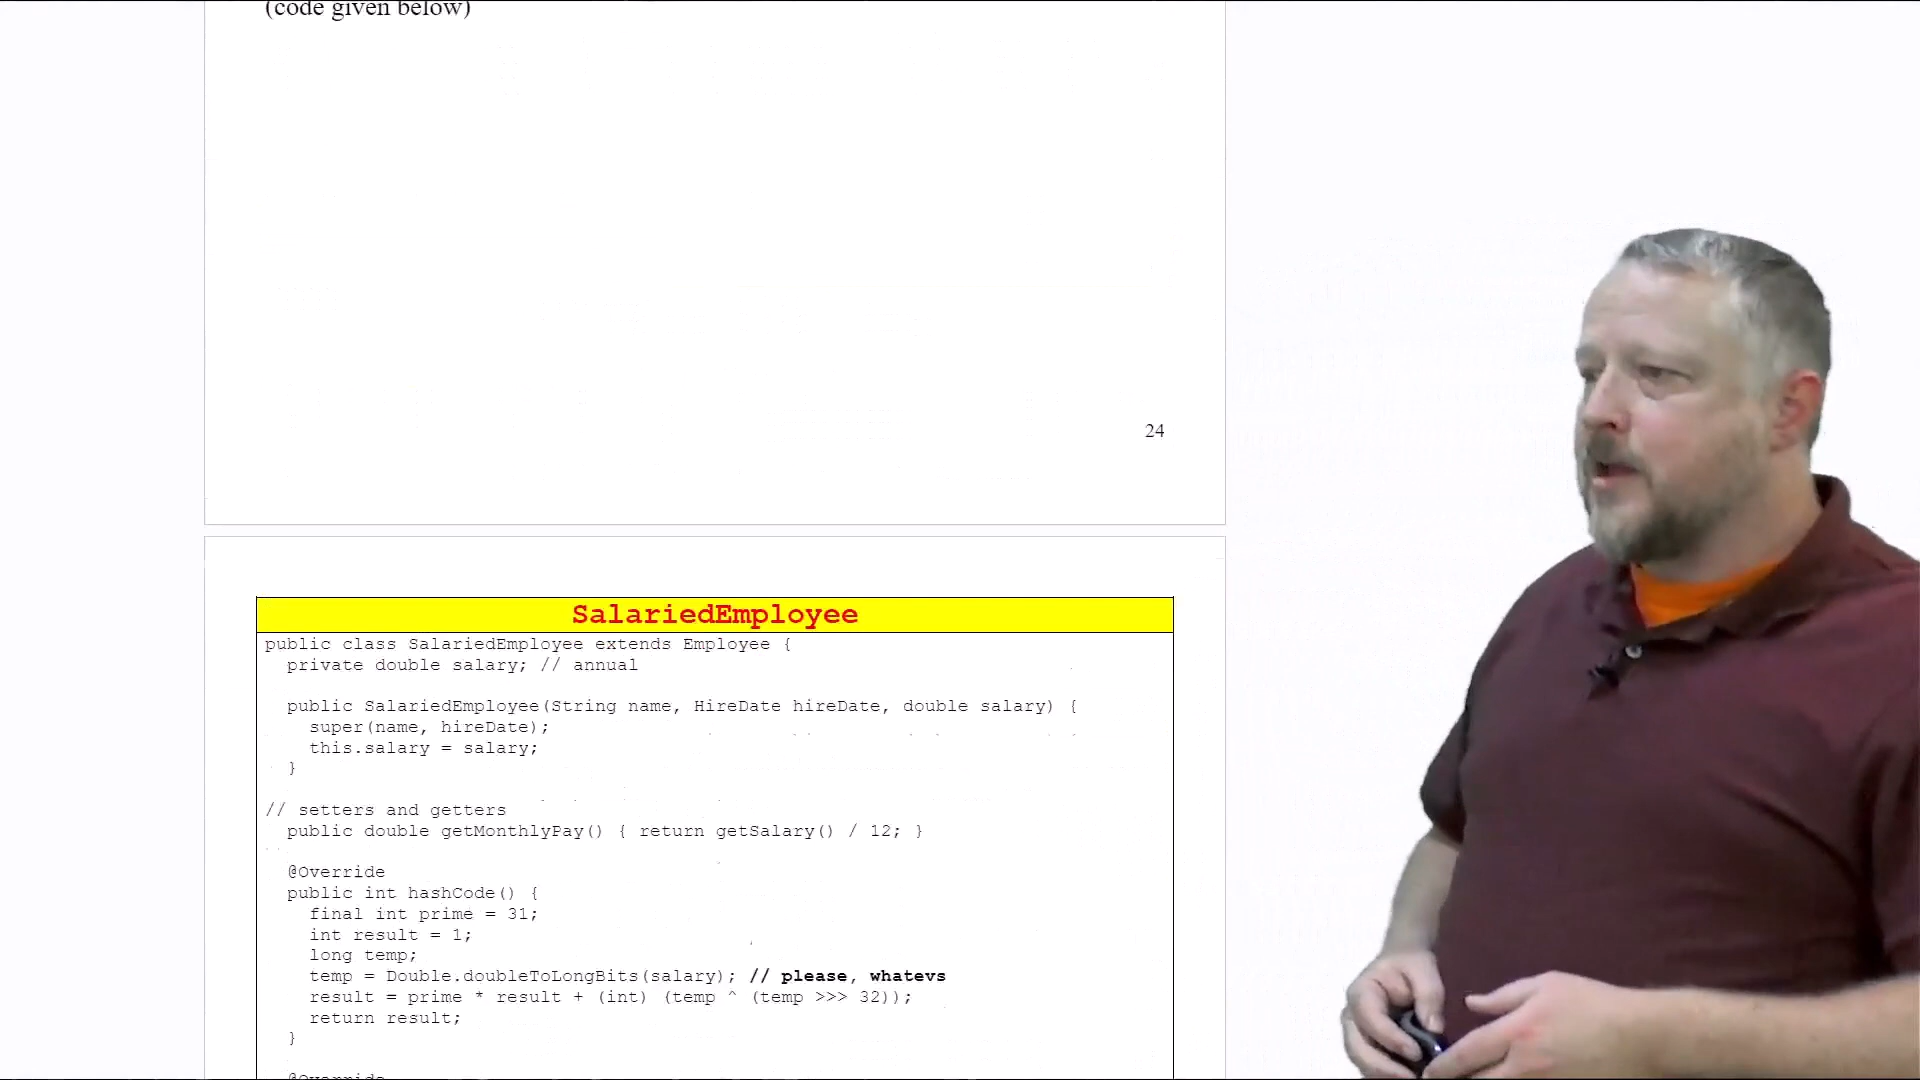 (code given below)
24
SalariedEmployee
public class SalariedEmployee extends Employee {
private double salary; // annual
public SalariedEmployee(String name, HireDate hireDate, double salary) {
super(name, hireDate);
this.salary = salary;
}
// setters and getters
public double getMonthlyPay() { return getSalary() / 12; }
@Override
public int hashCode() {
final int prime = 31;
int result = 1;
long temp;
temp = Double.doubleToLongBits(salary); // please, whatevs
result = prime * result + (int) (temp ^ (temp >>> 32));
return result;
}
@Override